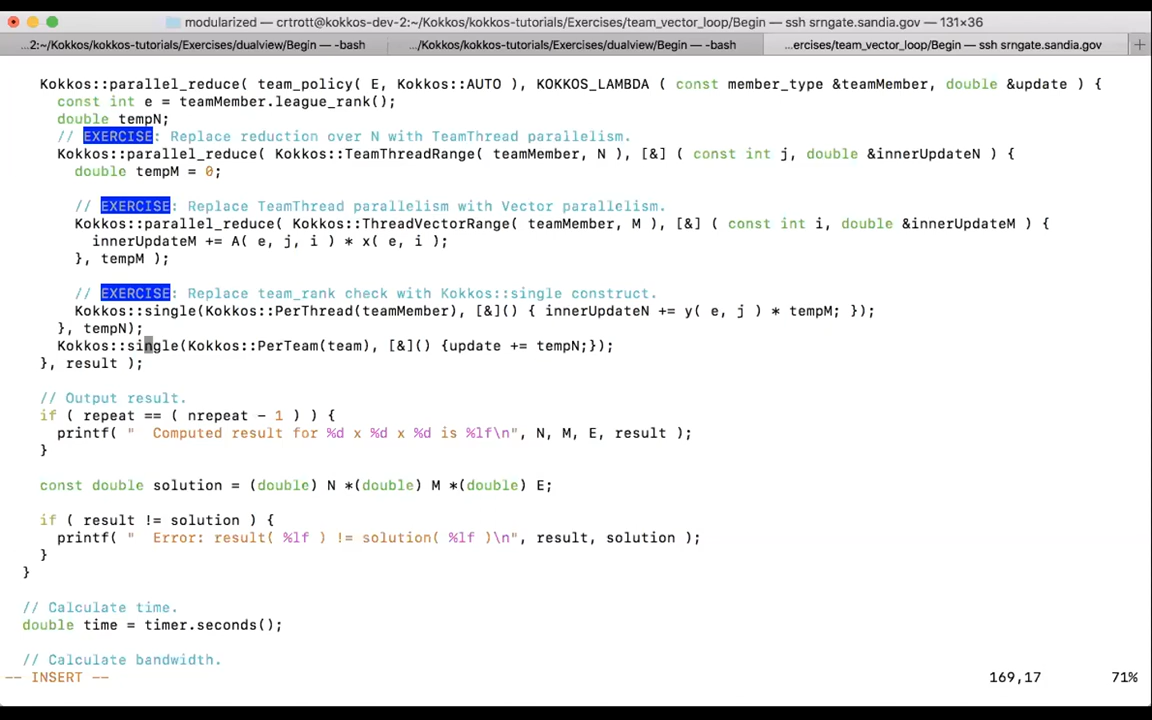 modularized — crtrott@kokkos-dev-2:~/Kokkos/kokkos-tutorials/Exercises/team_vector_loop/Begin — ssh srngate.sandia.gov — 131×36
...2:~/Kokkos/kokkos-tutorials/Exercises/dualview/Begin — -bash
.../Kokkos/kokkos-tutorials/Exercises/dualview/Begin — -bash
...ercises/team_vector_loop/Begin — ssh srngate.sandia.gov
+
Kokkos::parallel_reduce( team_policy( E, Kokkos::AUTO ), KOKKOS_LAMBDA ( const member_type &teamMember, double &update ) {
const int e = teamMember.league_rank();
double tempN;
// EXERCISE: Replace reduction over N with TeamThread parallelism.
Kokkos::parallel_reduce( Kokkos::TeamThreadRange( teamMember, N ), [&] ( const int j, double &innerUpdateN ) {
double tempM = 0;
// EXERCISE: Replace TeamThread parallelism with Vector parallelism.
Kokkos::parallel_reduce( Kokkos::ThreadVectorRange( teamMember, M ), [&] ( const int i, double &innerUpdateM ) {
innerUpdateM += A( e, j, i ) * x( e, i );
}, tempM );
// EXERCISE: Replace team_rank check with Kokkos::single construct.
Kokkos::single(Kokkos::PerThread(teamMember), [&]() { innerUpdateN += y( e, j ) * tempM; });
}, tempN);
Kokkos::single(Kokkos::PerTeam(team), [&]() {update += tempN;});
}, result );
// Output result.
if ( repeat == ( nrepeat - 1 ) ) {
printf( "  Computed result for %d x %d x %d is %lf\n", N, M, E, result );
}
const double solution = (double) N *(double) M *(double) E;
if ( result != solution ) {
printf( "  Error: result( %lf ) != solution( %lf )\n", result, solution );
}
}
// Calculate time.
double time = timer.seconds();
// Calculate bandwidth.
-- INSERT --
169,17
71%